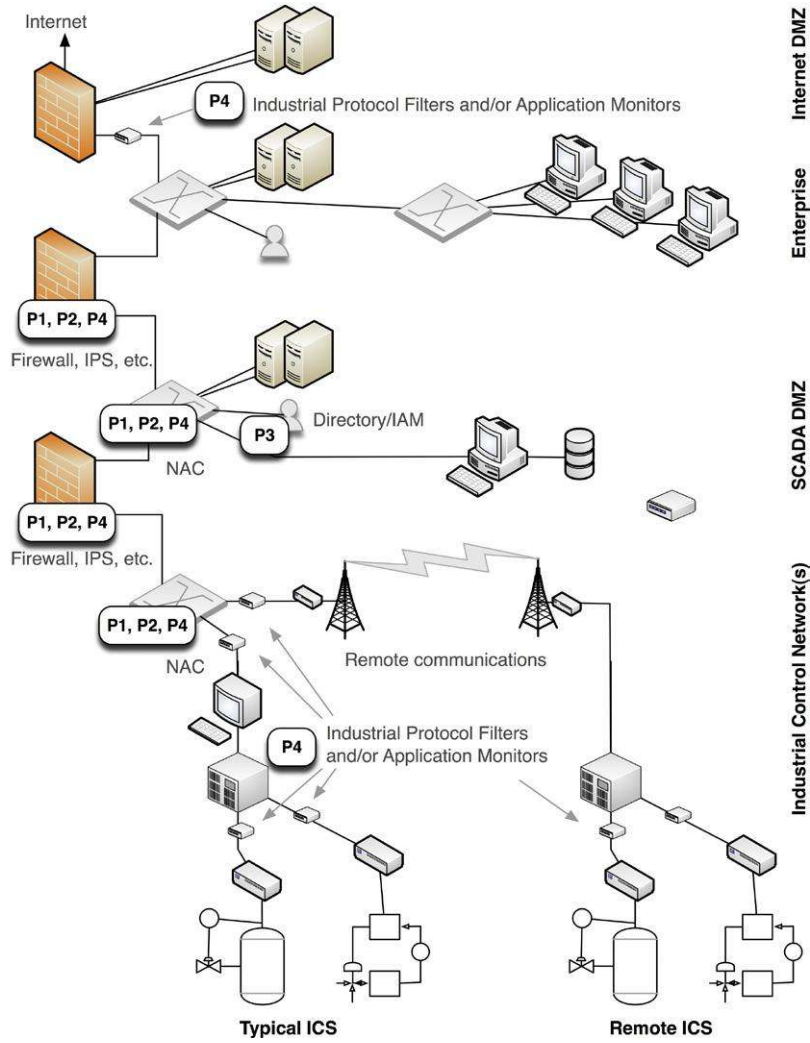 Internet
P4
Industrial Protocol Filters and/or Application Monitors
Internet DMZ
Enterprise
P1, P2, P4
Firewall, IPS, etc.
P1, P2, P4
NAC
P3
Directory/IAM
SCADA DMZ
P1, P2, P4
Firewall, IPS, etc.
P1, P2, P4
NAC
Remote communications
P4
Industrial Protocol Filters
and/or Application Monitors
Industrial Control Network(s)
Typical ICS
Remote ICS